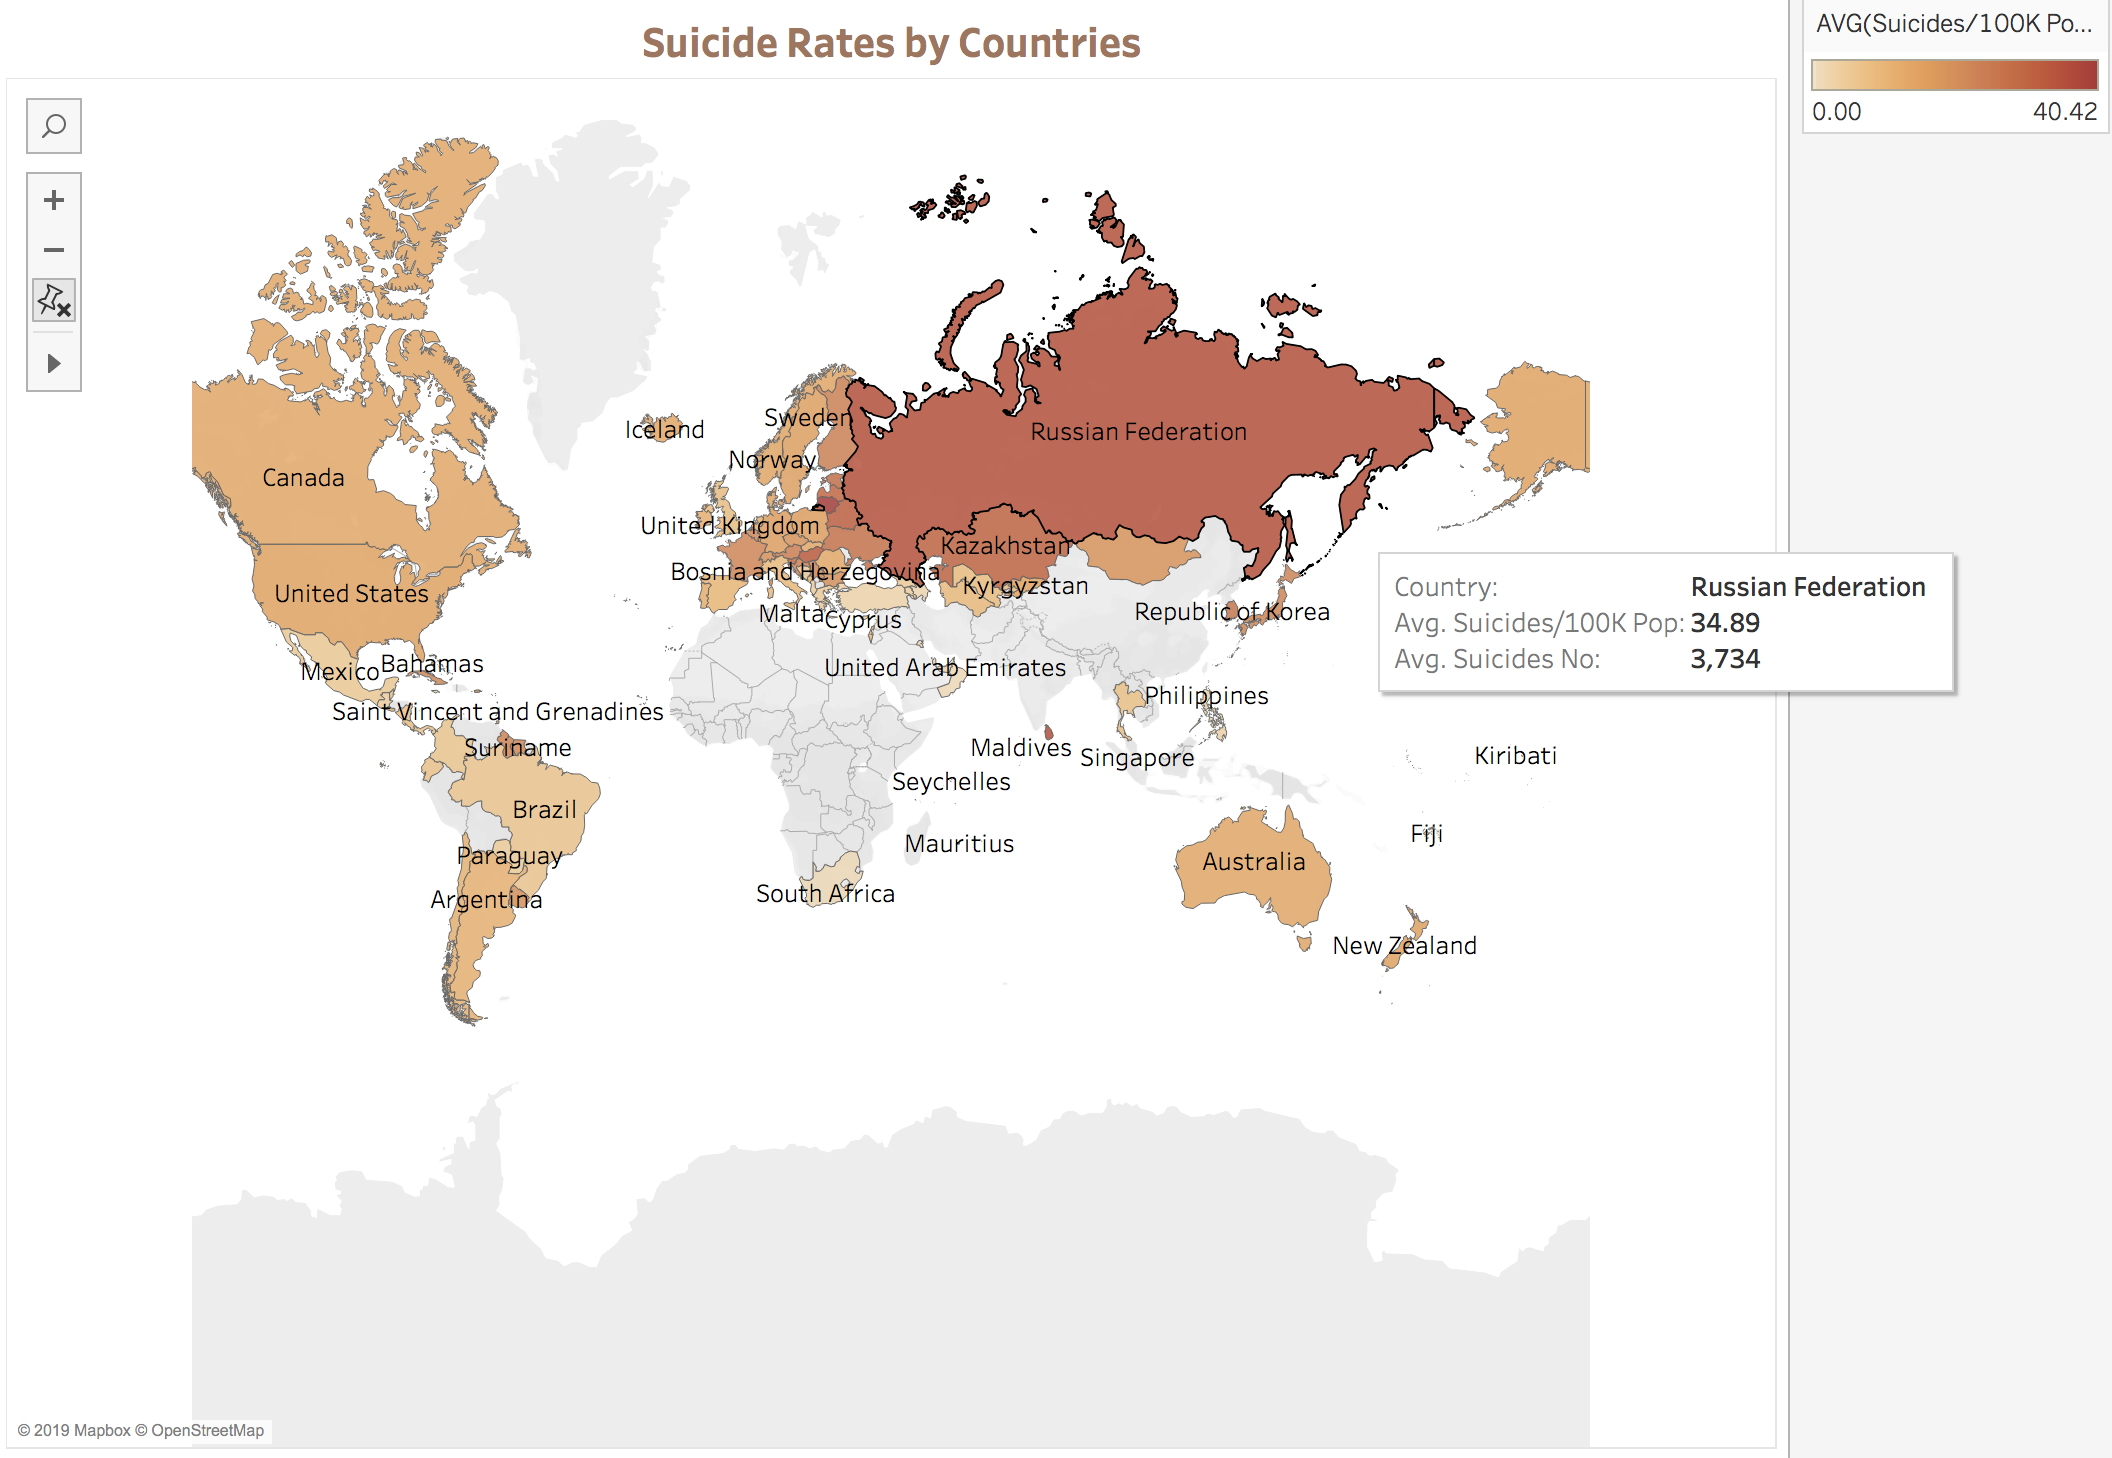 Suicide Rates by Countries
AVG(Suicides/100K Po...
0.00 40.42
Iceland
Sweden
Norway
Russian Federation
Canada
United Kingdom
Kazakhstan
Bosnia and Herzegovina
Kyrgyzstan
United States
Malta
Cyprus
Republic of Korea
Country: Russian Federation
Avg. Suicides/100K Pop: 34.89
Avg. Suicides No: 3,734
Mexico
Bahamas
United Arab Emirates
Philippines
Saint Vincent and Grenadines
Suriname
Maldives
Singapore
Kiribati
Seychelles
Brazil
Mauritius
Fiji
Paraguay
Australia
Argentina
South Africa
New Zealand
© 2019 Mapbox © OpenStreetMap